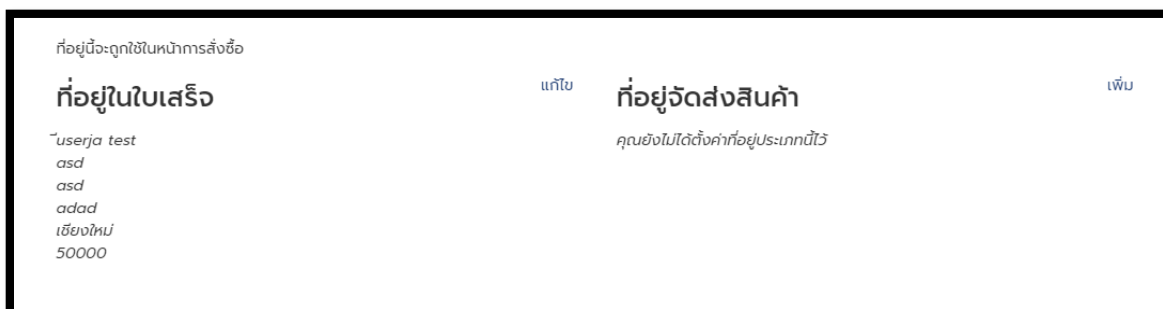 ที่อยู่นี้จะถูกใช้ในหน้าการสั่งซื้อ
ที่อยู่ในใบเสร็จ
แก้ไข
ีuserja test
asd
asd
adad
เชียงใหม่
50000
ที่อยู่จัดส่งสินค้า
เพิ่ม
คุณยังไม่ได้ตั้งค่าที่อยู่ประเภทนี้ไว้